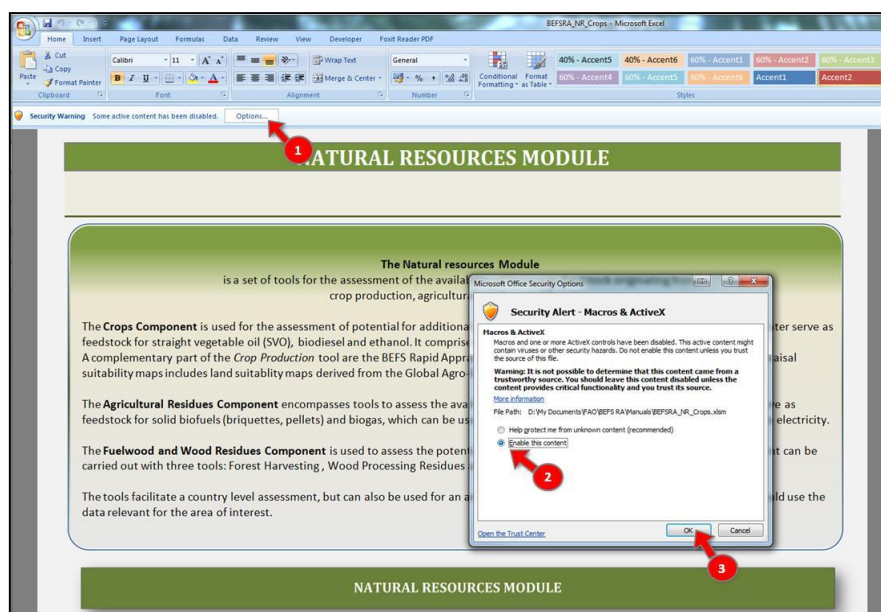 BEFSRA_NR_Crops - Microsoft Excel
Home Insert Page Layout Formulas Data Review View Developer Foxit Reader PDF
Cut
Copy
Format Painter
Paste
Calibri 11
B I U
Wrap Text
Merge & Center
General
Conditional Formatting
Format as Table
40% - Accent5 40% - Accent6 60% - Accent1 60% - Accent2 60% - Accent3
60% - Accent4 60% - Accent5 60% - Accent6 Accent1 Accent2
Clipboard Font Alignment Number Styles
Security Warning Some active content has been disabled. Options...
1
NATURAL RESOURCES MODULE
The Natural resources Module
is a set of tools for the assessment of the availa
crop production, agricultura
The Crops Component is used for the assessment of potential for additiona
ter serve as
feedstock for straight vegetable oil (SVO), biodiesel and ethanol. It comprise
A complementary part of the Crop Production tool are the BEFS Rapid Appra
aisal
suitability maps includes land suitablity maps derived from the Global Agro-
The Agricultural Residues Component encompasses tools to assess the ava
e as
feedstock for solid biofuels (briquettes, pellets) and biogas, which can be us
electricity.
The Fuelwood and Wood Residues Component is used to assess the potent
t can be
carried out with three tools: Forest Harvesting , Wood Processing Residues
The tools facilitate a country level assessment, but can also be used for an a
ld use the
data relevant for the area of interest.
Microsoft Office Security Options
Security Alert - Macros & ActiveX
Macros & ActiveX
Macros and one or more ActiveX controls have been disabled. This active content might
contain viruses or other security hazards. Do not enable this content unless you trust
the source of this file.
Warning: It is not possible to determine that this content came from a
trustworthy source. You should leave this content disabled unless the
content provides critical functionality and you trust its source.
More information
File Path: D:\My Documents\FAO\BEFS RA\Manuals\BEFSRA_NR_Crops.xlsm
Help protect me from unknown content (recommended)
Enable this content
2
Open the Trust Center
OK Cancel
3
NATURAL RESOURCES MODULE